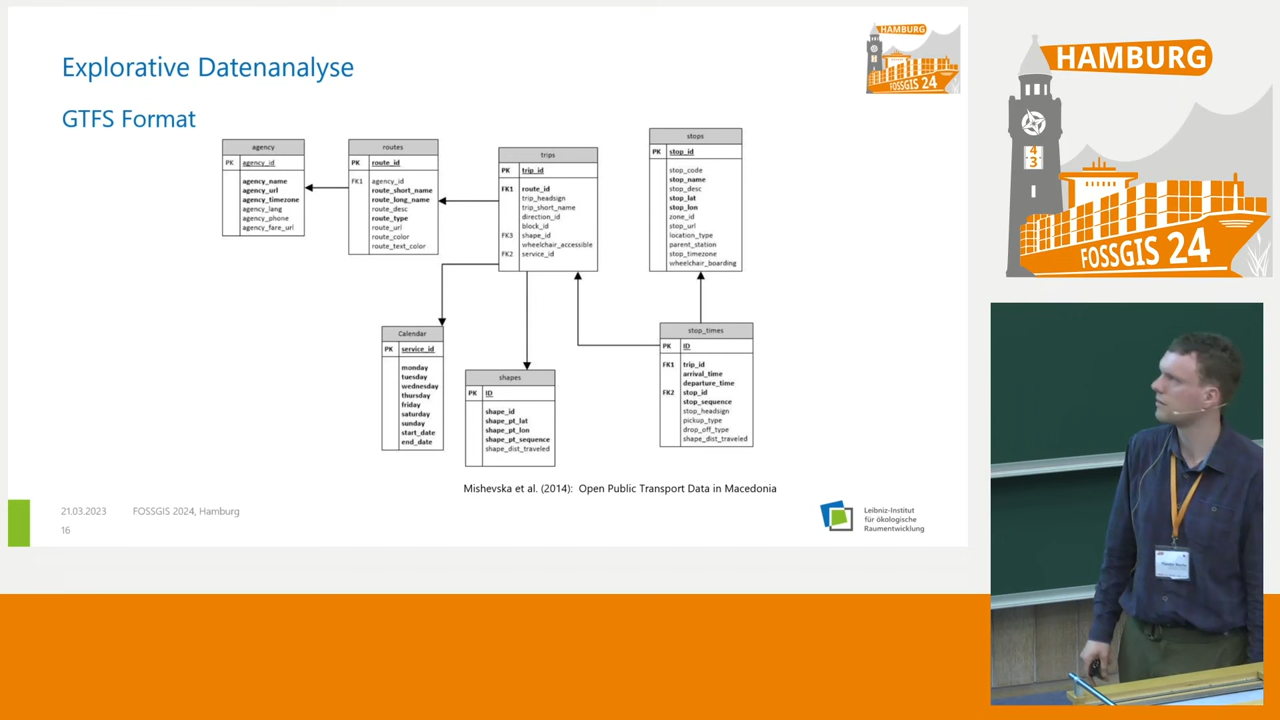 Explorative Datenanalyse
GTFS Format
HAMBURG
FOSSGIS 24
agency
PK agency_id
agency_name
agency_url
agency_timezone
agency_lang
agency_phone
agency_fare_url
routes
PK route_id
FK1 agency_id
route_short_name
route_long_name
route_desc
route_type
route_url
route_color
route_text_color
trips
PK trip_id
FK1 route_id
trip_headsign
trip_short_name
direction_id
block_id
FK3 shape_id
wheelchair_accessible
FK2 service_id
stops
PK stop_id
stop_code
stop_name
stop_desc
stop_lat
stop_lon
zone_id
stop_url
location_type
parent_station
stop_timezone
wheelchair_boarding
Calendar
PK service_id
monday
tuesday
wednesday
thursday
friday
saturday
sunday
start_date
end_date
shapes
PK ID
shape_id
shape_pt_lat
shape_pt_lon
shape_pt_sequence
shape_dist_traveled
stop_times
PK ID
FK1 trip_id
arrival_time
departure_time
FK2 stop_id
stop_sequence
stop_headsign
pickup_type
drop_off_type
shape_dist_traveled
Mishevska et al. (2014): Open Public Transport Data in Macedonia
21.03.2023 FOSSGIS 2024, Hamburg
16
Leibniz-Institut
für ökologische
Raumentwicklung
HAMBURG
4
3
FOSSGIS 24